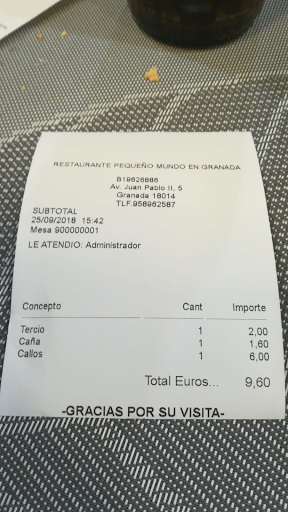 RESTAURANTE PEQUEÑO MUNDO EN GRANADA
B19626886
Av. Juan Pablo II, 5
Granada 18014
TLF.958962587
SUBTOTAL
25/09/2018 15:42
Mesa 900000001
LE ATENDIO: Administrador
Concepto Cant Importe
Tercio 1 2,00
Caña 1 1,60
Callos 1 6,00
Total Euros... 9,60
-GRACIAS POR SU VISITA-